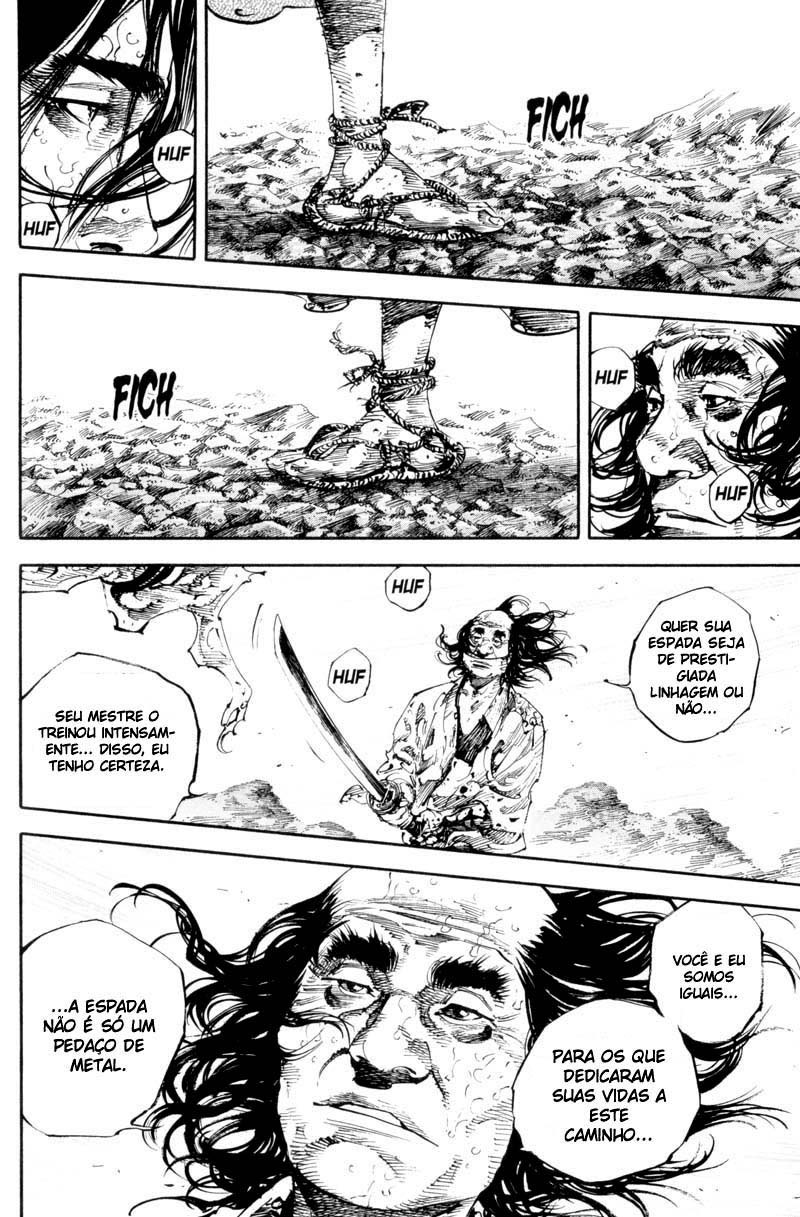 FICH
HUF
HUF
HUF
HUF
FICH
QUER SUA
ESPADA SEJA
DE PRESTI-
GIADA
LINHAGEM OU
NÃO...
HUF
HUF
SEU MESTRE O
TREINOU INTENSAM-
ENTE... DISSO, EU
TENHO CERTEZA.
VOCÊ E EU
SOMOS
IGUAIS...
PARA OS QUE
DEDICARAM
SUAS VIDAS A
ESTE
CAMINHO...
...A ESPADA
NÃO É SÓ UM
PEDAÇO DE
METAL.